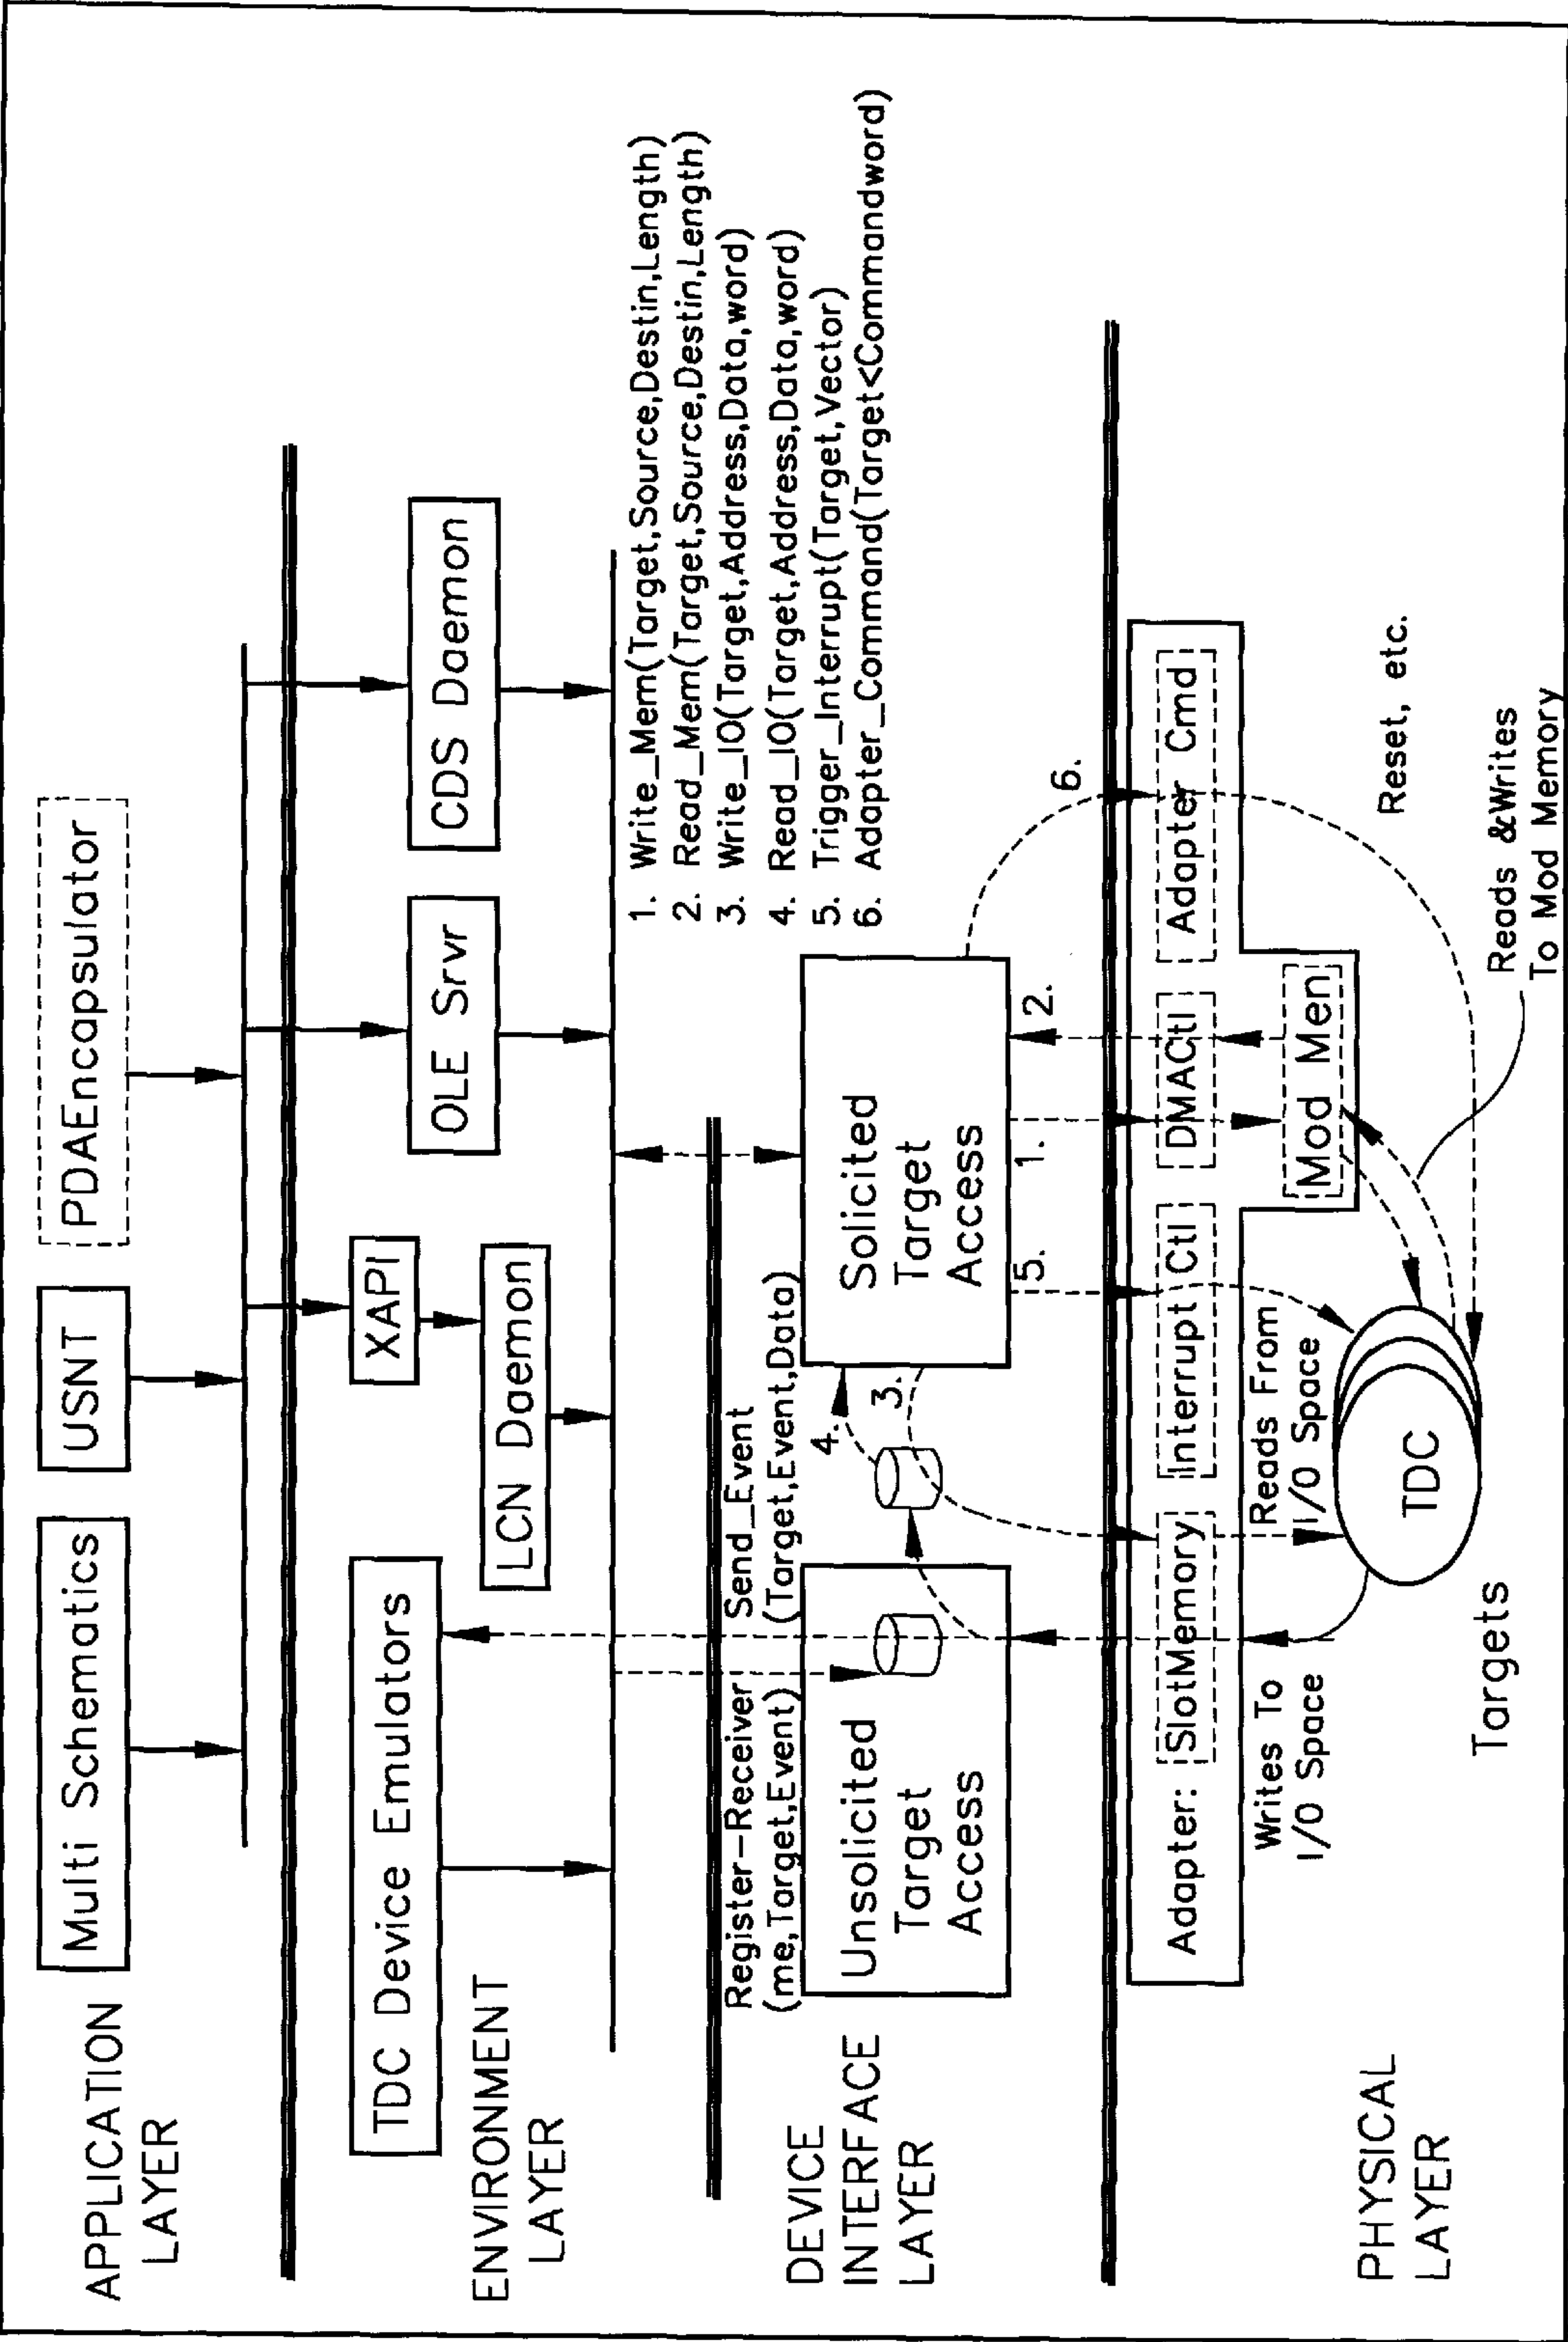 APPLICATION
LAYER
Multi Schematics
USNT
PDAEncapsulator
ENVIRONMENT
LAYER
TDC Device Emulators
XAPI
LCN Daemon
OLE Srvr
CDS Daemon
1. Write_Mem(Target,Source,Destin,Length)
2. Read_Mem(Target,Source,Destin,Length)
3. Write_IO(Target,Address,Data,word)
4. Read_IO(Target,Address,Data,word)
5. Trigger_Interrupt(Target,Vector)
6. Adapter_Command(Target<Commandword)
DEVICE
INTERFACE
LAYER
Register-Receiver
(me,Target,Event)
Send_Event
(Target,Event,Data)
Unsolicited
Target
Access
Solicited
Target
Access
4.
3.
5.
1.
2.
6.
PHYSICAL
LAYER
Adapter:
SlotMemory
Interrupt Ctl
DMACtl
Adapter Cmd
Mod Men
Writes To
I/O Space
Reads From
I/O Space
TDC
Targets
Reset, etc.
Reads &Writes
To Mod Memory